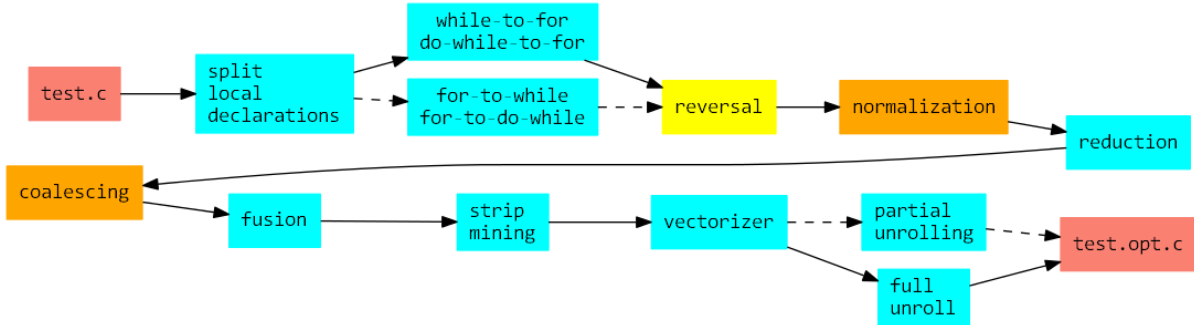 test.c
split
local
declarations
while-to-for
do-while-to-for
for-to-while
for-to-do-while
reversal
normalization
reduction
coalescing
fusion
strip
mining
vectorizer
partial
unrolling
full
unroll
test.opt.c